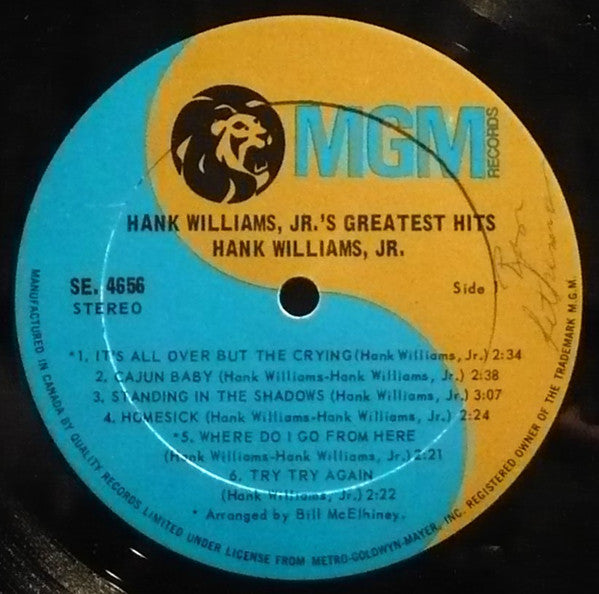 MGM
RECORDS
HANK WILLIAMS, JR.'S GREATEST HITS
HANK WILLIAMS, JR.
SE. 4656
STEREO
Side 1
*1. IT'S ALL OVER BUT THE CRYING(Hank Williams, Jr.) 2:34
2. CAJUN BABY (Hank Williams-Hank Williams, Jr.) 2:38
3. STANDING IN THE SHADOWS (Hank Williams, Jr.) 3:07
4. HOMESICK (Hank Williams-Hank Williams, Jr.) 2:24
*5. WHERE DO I GO FROM HERE
(Hank Williams-Hank Williams, Jr.) 2:21
6. TRY TRY AGAIN
(Hank Williams, Jr.) 2:22
* Arranged by Bill McElhiney.
MANUFACTURED IN CANADA BY QUALITY RECORDS LIMITED UNDER LICENSE FROM METRO-GOLDWYN-MAYER, INC. REGISTERED OWNER OF THE TRADEMARK M.G.M.